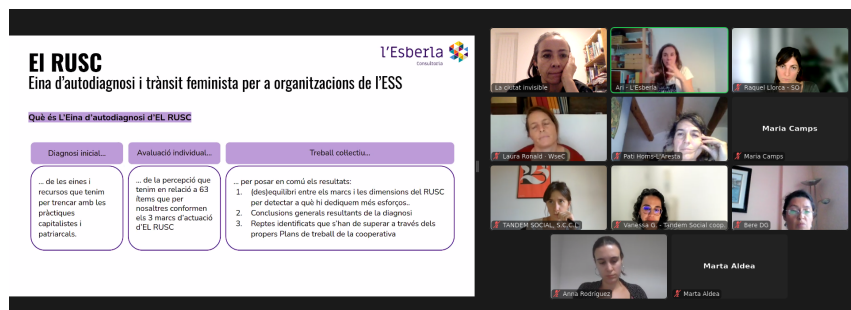 El RUSC
Eina d'autodiagnosi i trànsit feminista per a organitzacions de l'ESS
l'Esberla
consultoria
Què és L'Eina d'autodiagnosi d'EL RUSC
Diagnosi inicial...
... de les eines i
recursos que tenim
per trencar amb les
pràctiques
capitalistes i
patriarcals.
Avaluació individual...
... de la percepció que
tenim en relació a 63
ítems que per
nosaltres conformen
els 3 marcs d'actuació
d'EL RUSC
Treball col·lectiu...
... per posar en comú els resultats:
1. (des)equilibri entre els marcs i les dimensions del RUSC
per detectar a què hi dediquem més esforços..
2. Conclusions generals resultants de la diagnosi
3. Reptes identificats que s'han de superar a través dels
propers Plans de treball de la cooperativa
La ciutat invisible
Ari - L'Esberla
Raquel Llorca - SO
Laura Ronald - WseC
Pati Homs-L'Aresta
Maria Camps
Maria Camps
TANDEM SOCIAL, S.C.C.L
Vanessa G. - Tandem Social coop.
Bere DG
Anna Rodríguez
Marta Aldea
Marta Aldea